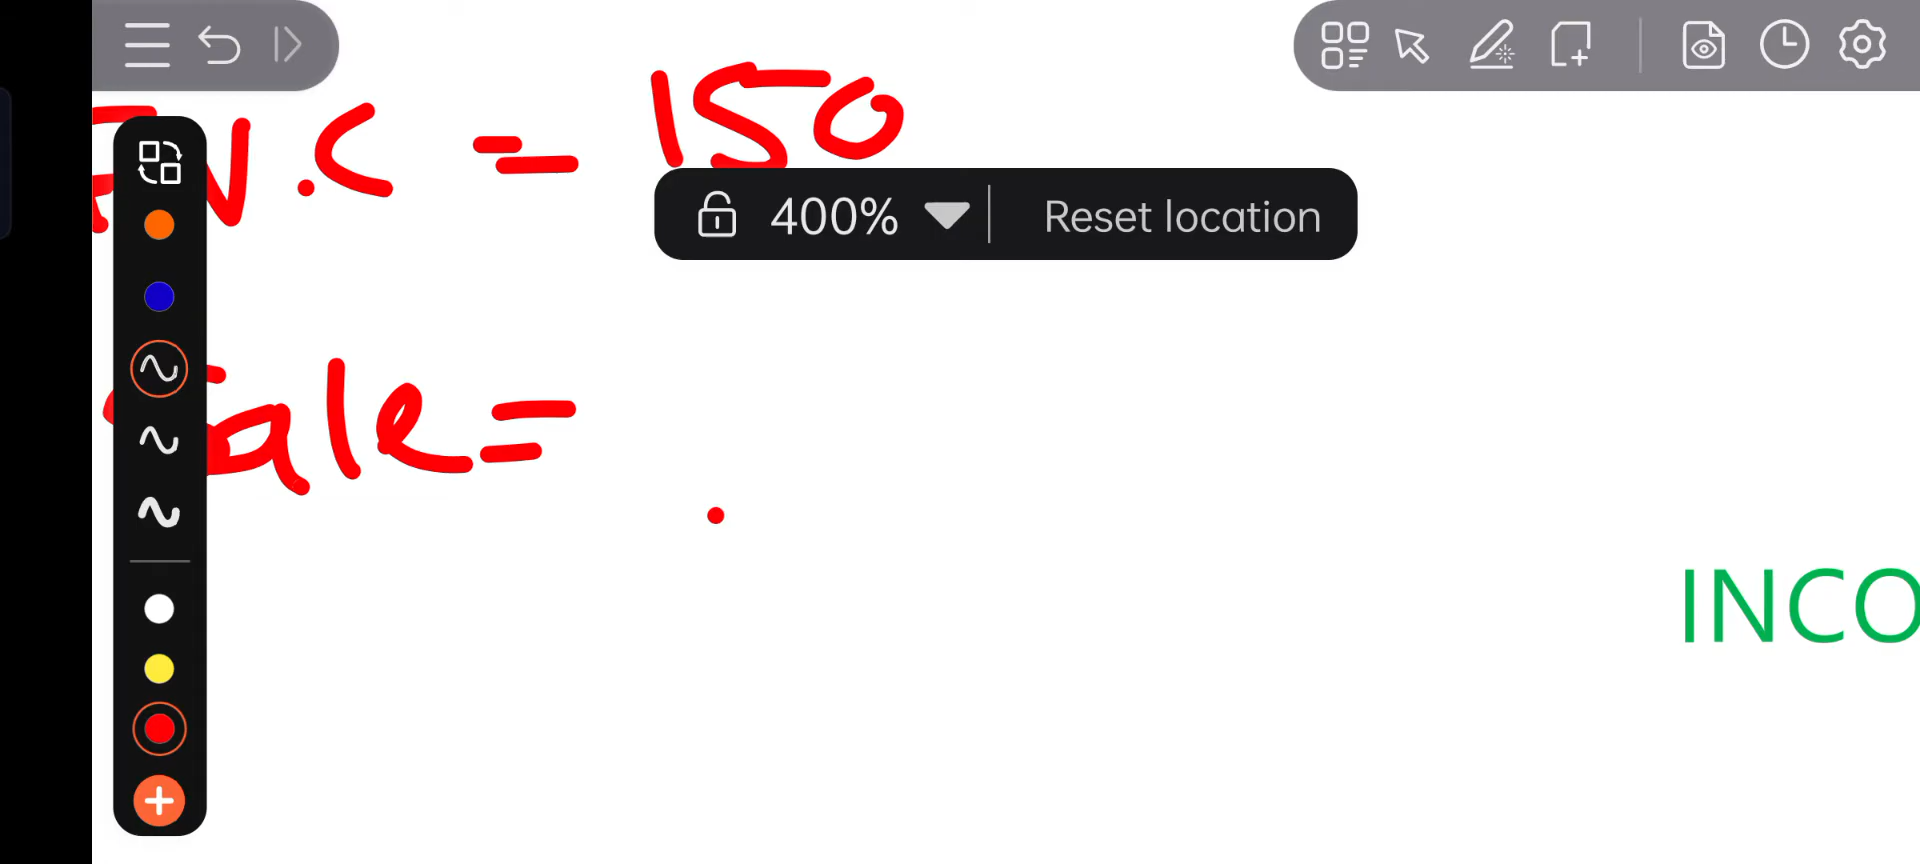 .C = 150
400% Reset location
ale=
INCO